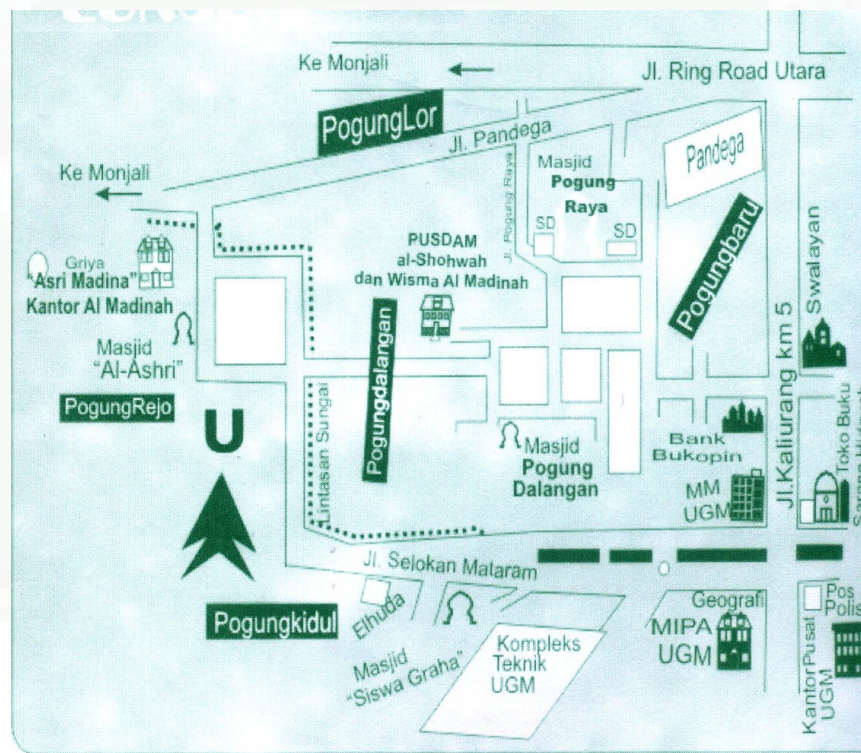 Ke Monjali
Jl. Ring Road Utara
PogungLor
Jl. Pandega
Pandega
Ke Monjali
Jl. Pogung Raya
Masjid
Pogung
Raya
SD
SD
Pogungbaru
Swalayan
Griya
"Asri Madina"
Kantor Al Madinah
PUSDAM
al-Shohwah
dan Wisma Al Madinah
Masjid
"Al-Ashri"
PogungRejo
U
Lintasan Sungai
Pogungdalangan
Masjid
Pogung
Dalangan
Bank
Bukopin
MM
UGM
Jl.Kaliurang km 5
Toko Buku
Jl. Selokan Mataram
Pogungkidul
Elhuda
Masjid
"Siswa Graha"
Kompleks
Teknik
UGM
Geografi
MIPA
UGM
Pos
Polis
Kantor Pusat
UGM